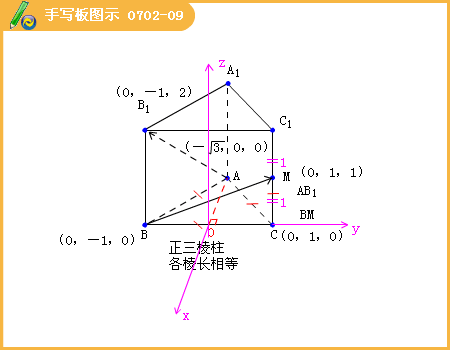 手写板图示 0702-09
z
A1
(0, －1, 2)
B1
C1
(－√3, 0, 0)
1
A
M (0, 1, 1)
AB1
1
BM
B
O
C
y
(0, －1, 0)
(0, 1, 0)
正三棱柱
各棱长相等
x